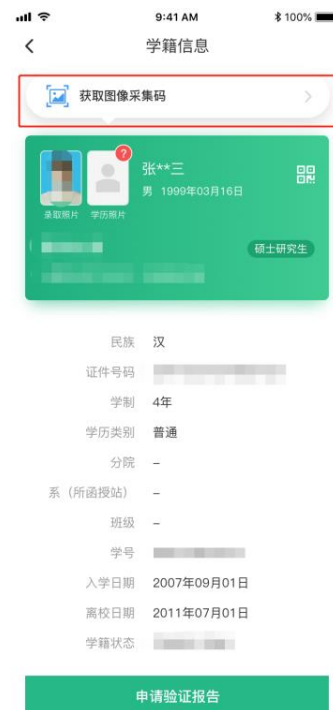 9:41 AM
100%
学籍信息
获取图像采集码
?
张**三
男 1999年03月16日
录取照片 学历照片
硕士研究生
民族 汉
证件号码
学制 4年
学历类别 普通
分院 –
系（所函授站） –
班级 –
学号
入学日期 2007年09月01日
离校日期 2011年07月01日
学籍状态
申请验证报告